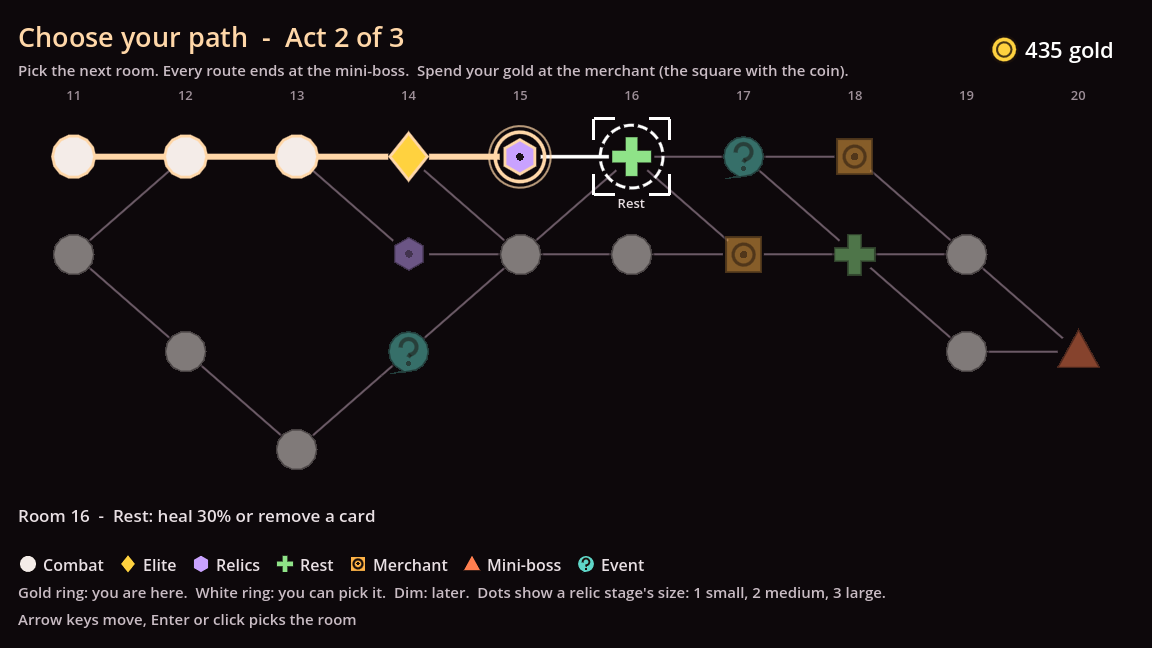 Choose your path - Act 2 of 3
435 gold
Pick the next room. Every route ends at the mini-boss. Spend your gold at the merchant (the square with the coin).
11 12 13 14 15 16 17 18 19 20
?
Rest
?
Room 16 - Rest: heal 30% or remove a card
Combat Elite Relics Rest Merchant Mini-boss ? Event
Gold ring: you are here. White ring: you can pick it. Dim: later. Dots show a relic stage's size: 1 small, 2 medium, 3 large.
Arrow keys move, Enter or click picks the room